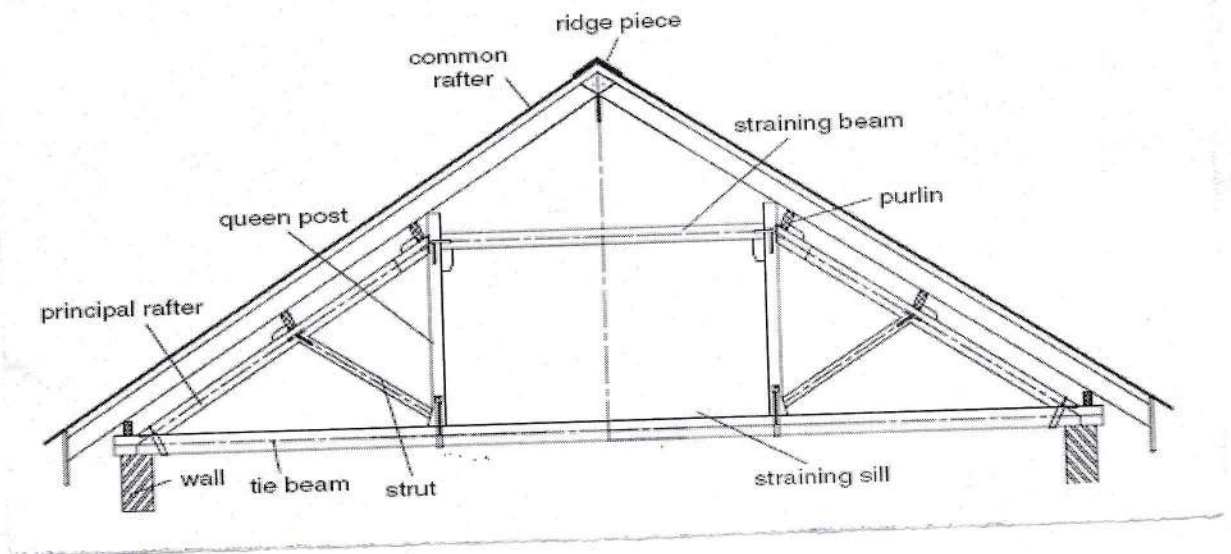 ridge piece
common
rafter
straining beam
purlin
queen post
principal rafter
wall
tie beam
strut
straining sill